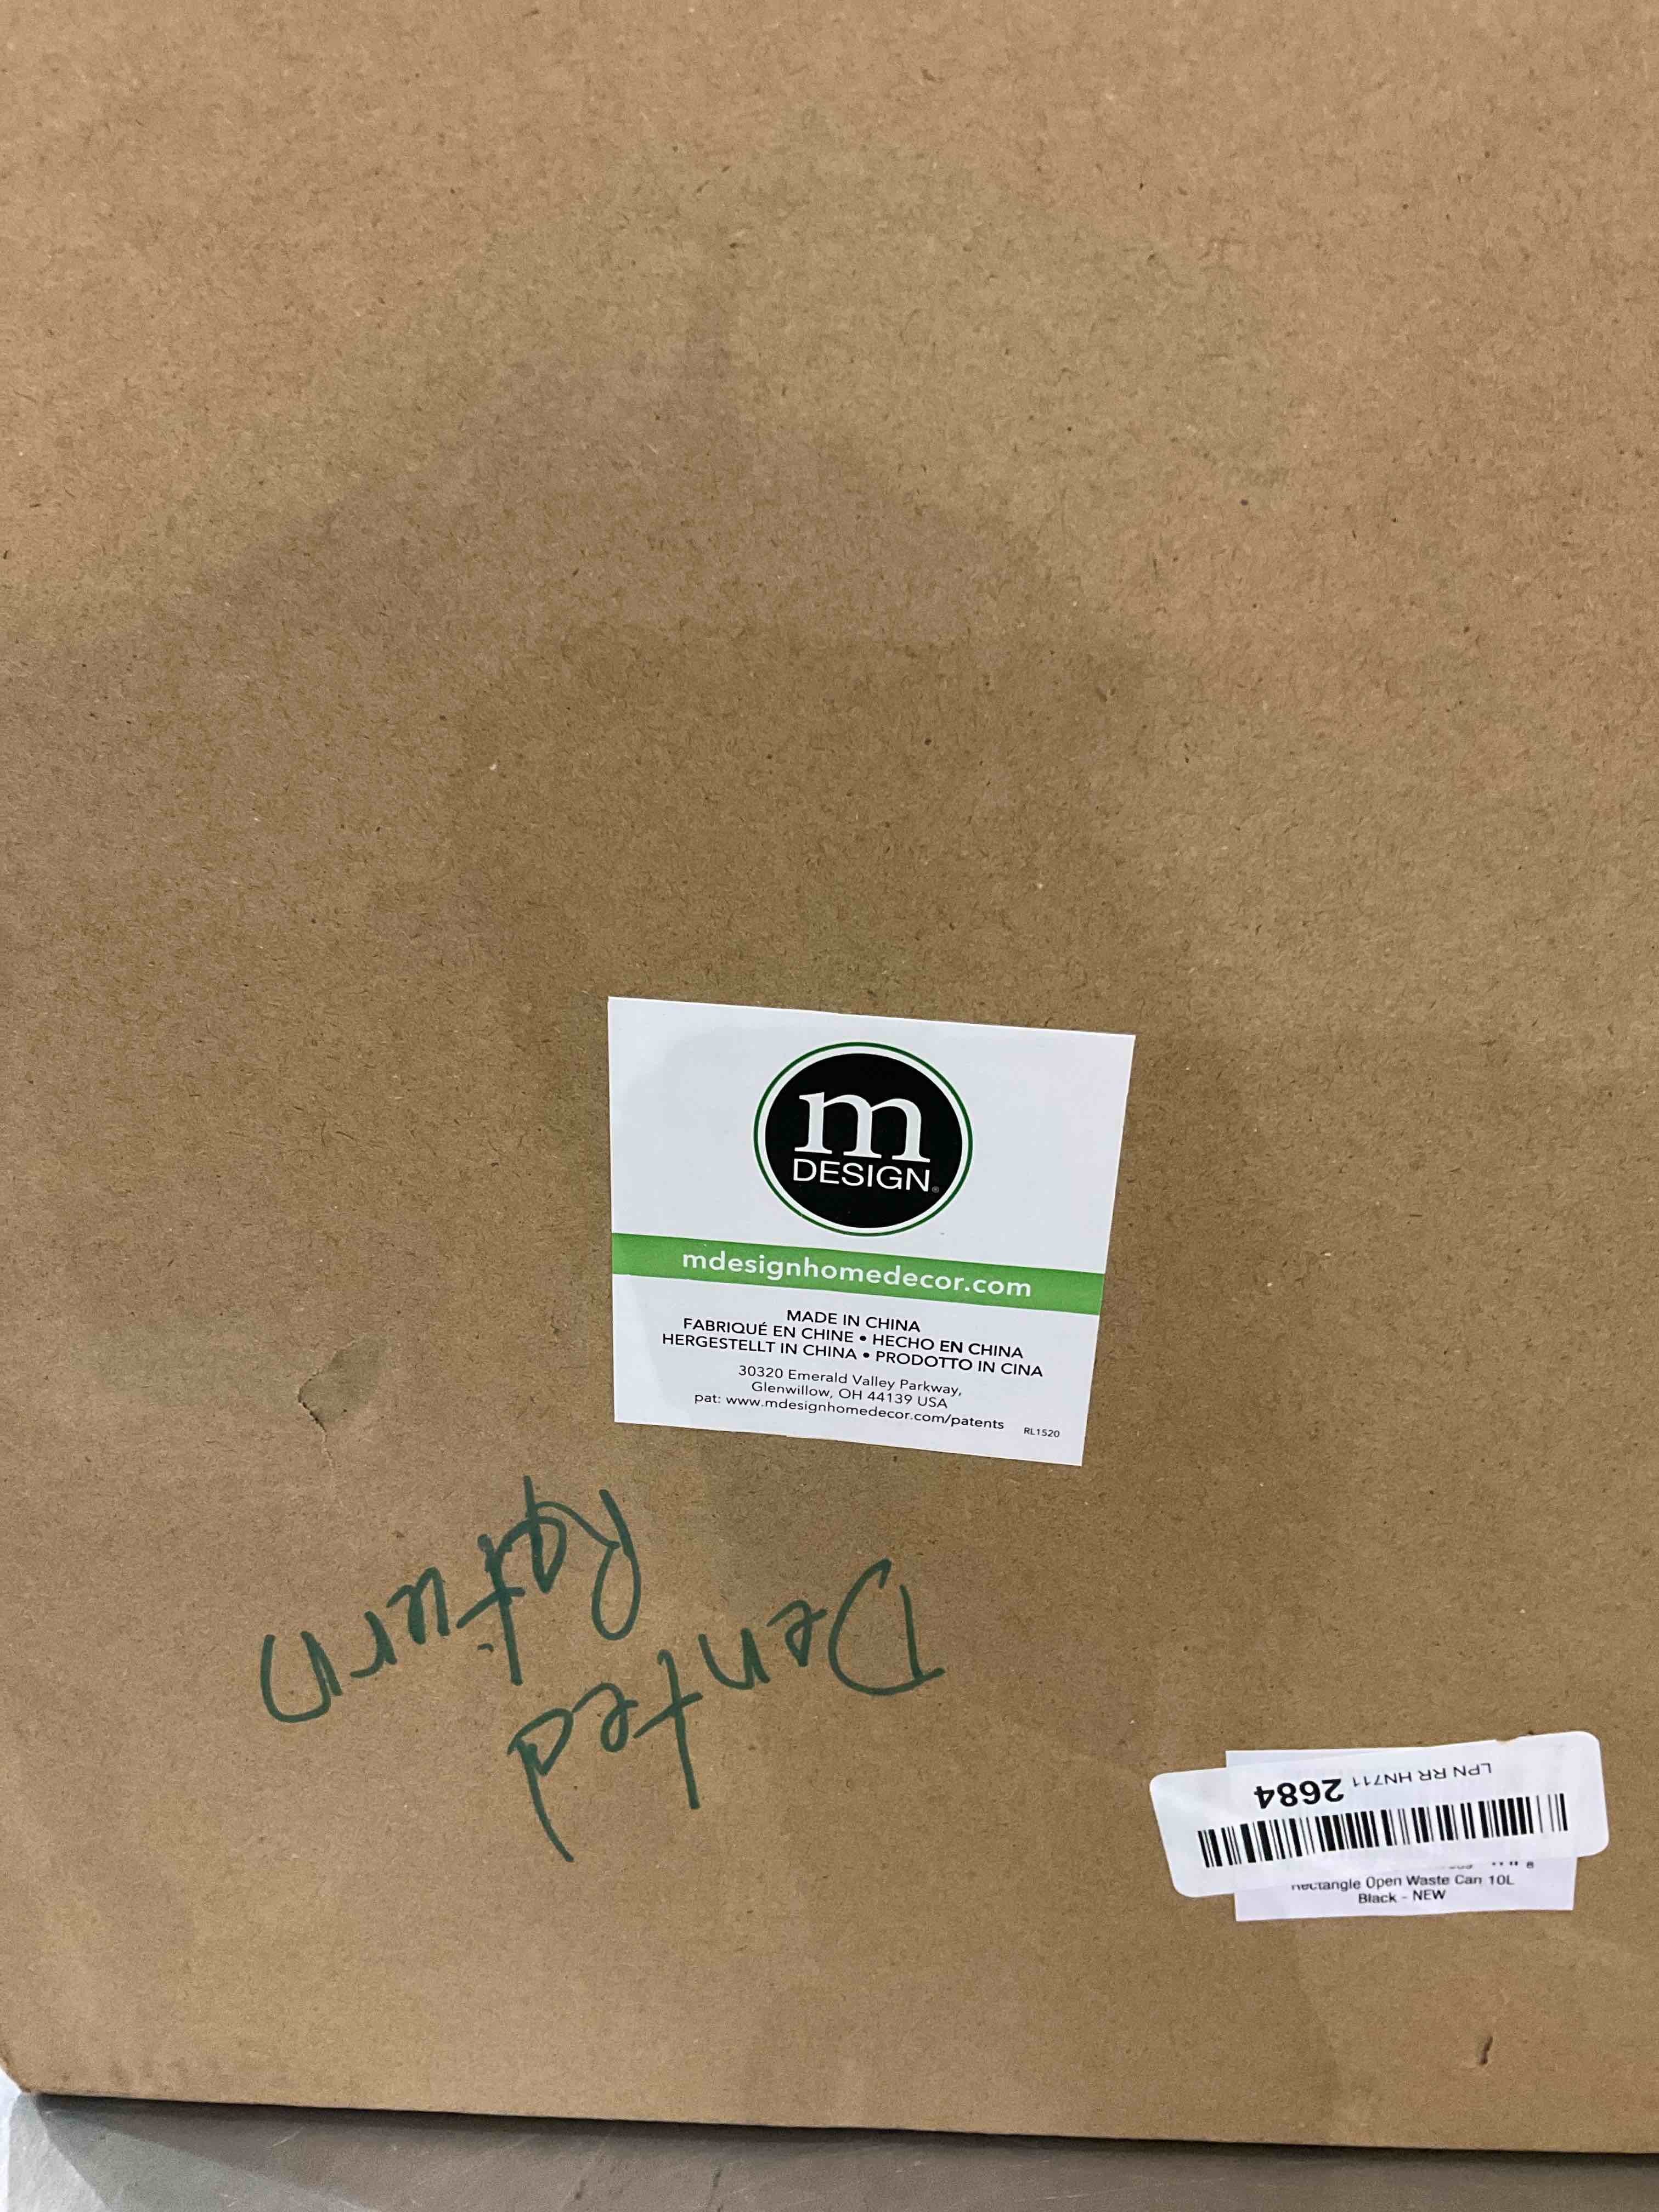 m
DESIGN®
mdesignhomedecor.com
MADE IN CHINA
FABRIQUÉ EN CHINE • HECHO EN CHINA
HERGESTELLT IN CHINA • PRODOTTO IN CINA
30320 Emerald Valley Parkway,
Glenwillow, OH 44139 USA
pat: www.mdesignhomedecor.com/patents
RL1520
Dented
Return
LPN RR HN711 2684
Rectangle Open Waste Can 10L
Black - NEW